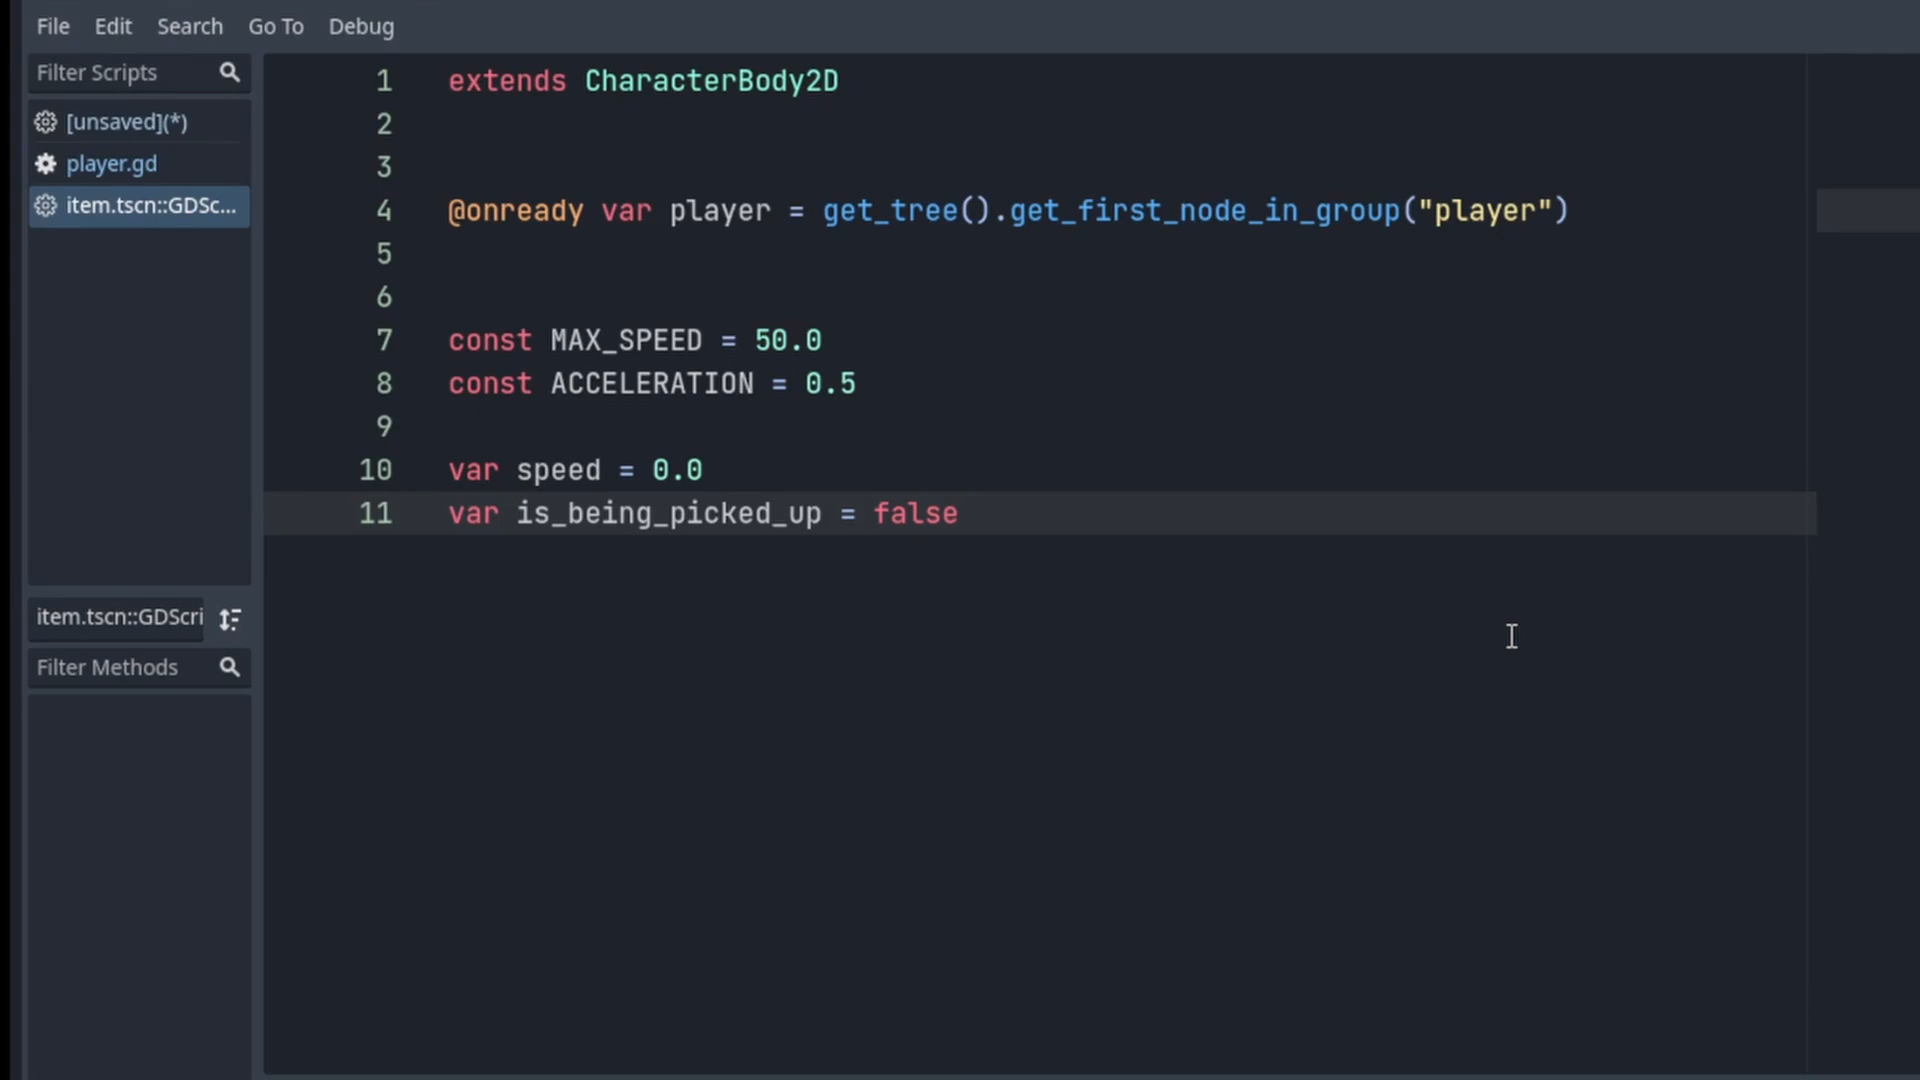 File Edit Search Go To Debug
Filter Scripts
[unsaved](*)
player.gd
item.tscn::GDSc...
item.tscn::GDScri
Filter Methods
1 extends CharacterBody2D
2
3
4 @onready var player = get_tree().get_first_node_in_group("player")
5
6
7 const MAX_SPEED = 50.0
8 const ACCELERATION = 0.5
9
10 var speed = 0.0
11 var is_being_picked_up = false